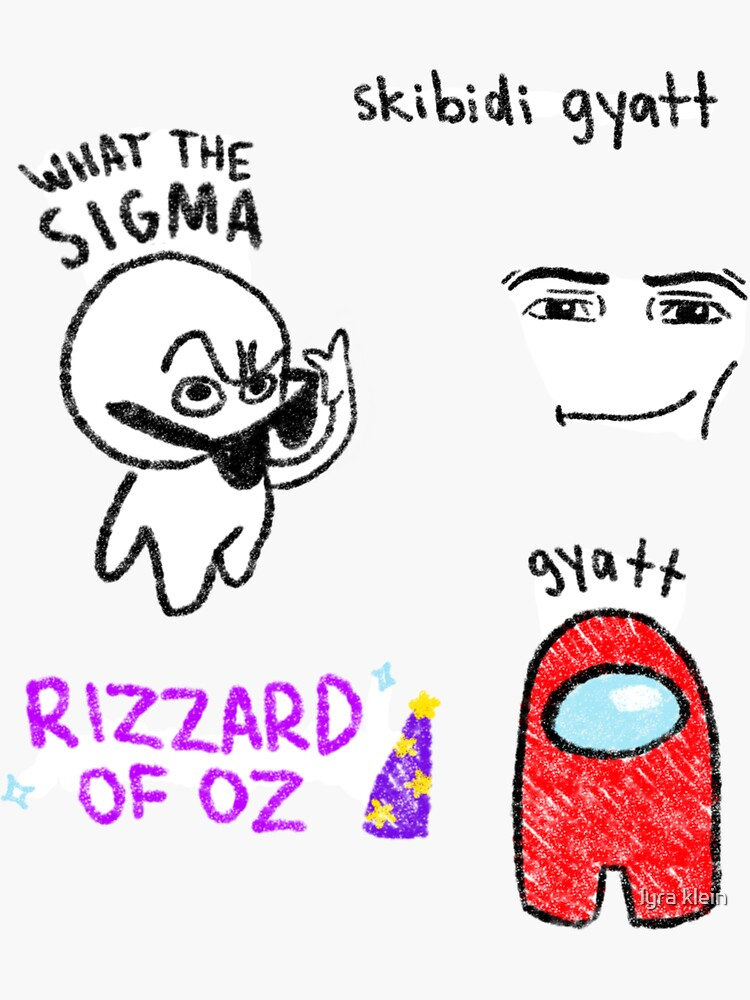 skibidi gyatt
WHAT THE
SIGMA
gyatt
RIZZARD
OF OZ
lyra klein